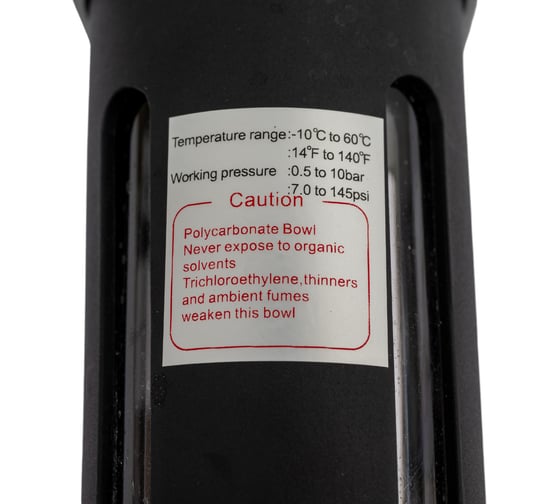 Temperature range:-10℃ to 60℃
:14°F to 140°F
Working pressure :0.5 to 10bar
:7.0 to 145psi
Caution
Polycarbonate Bowl
Never expose to organic
solvents
Trichloroethylene,thinners
and ambient fumes
weaken this bowl